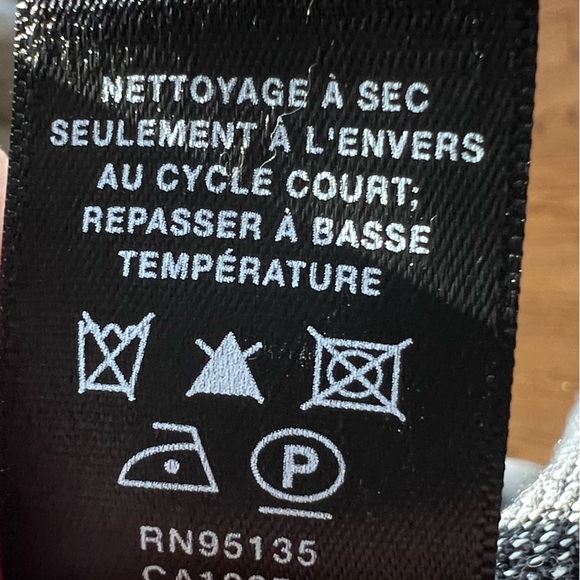 NETTOYAGE À SEC
SEULEMENT À L'ENVERS
AU CYCLE COURT;
REPASSER À BASSE
TEMPÉRATURE
P
RN95135